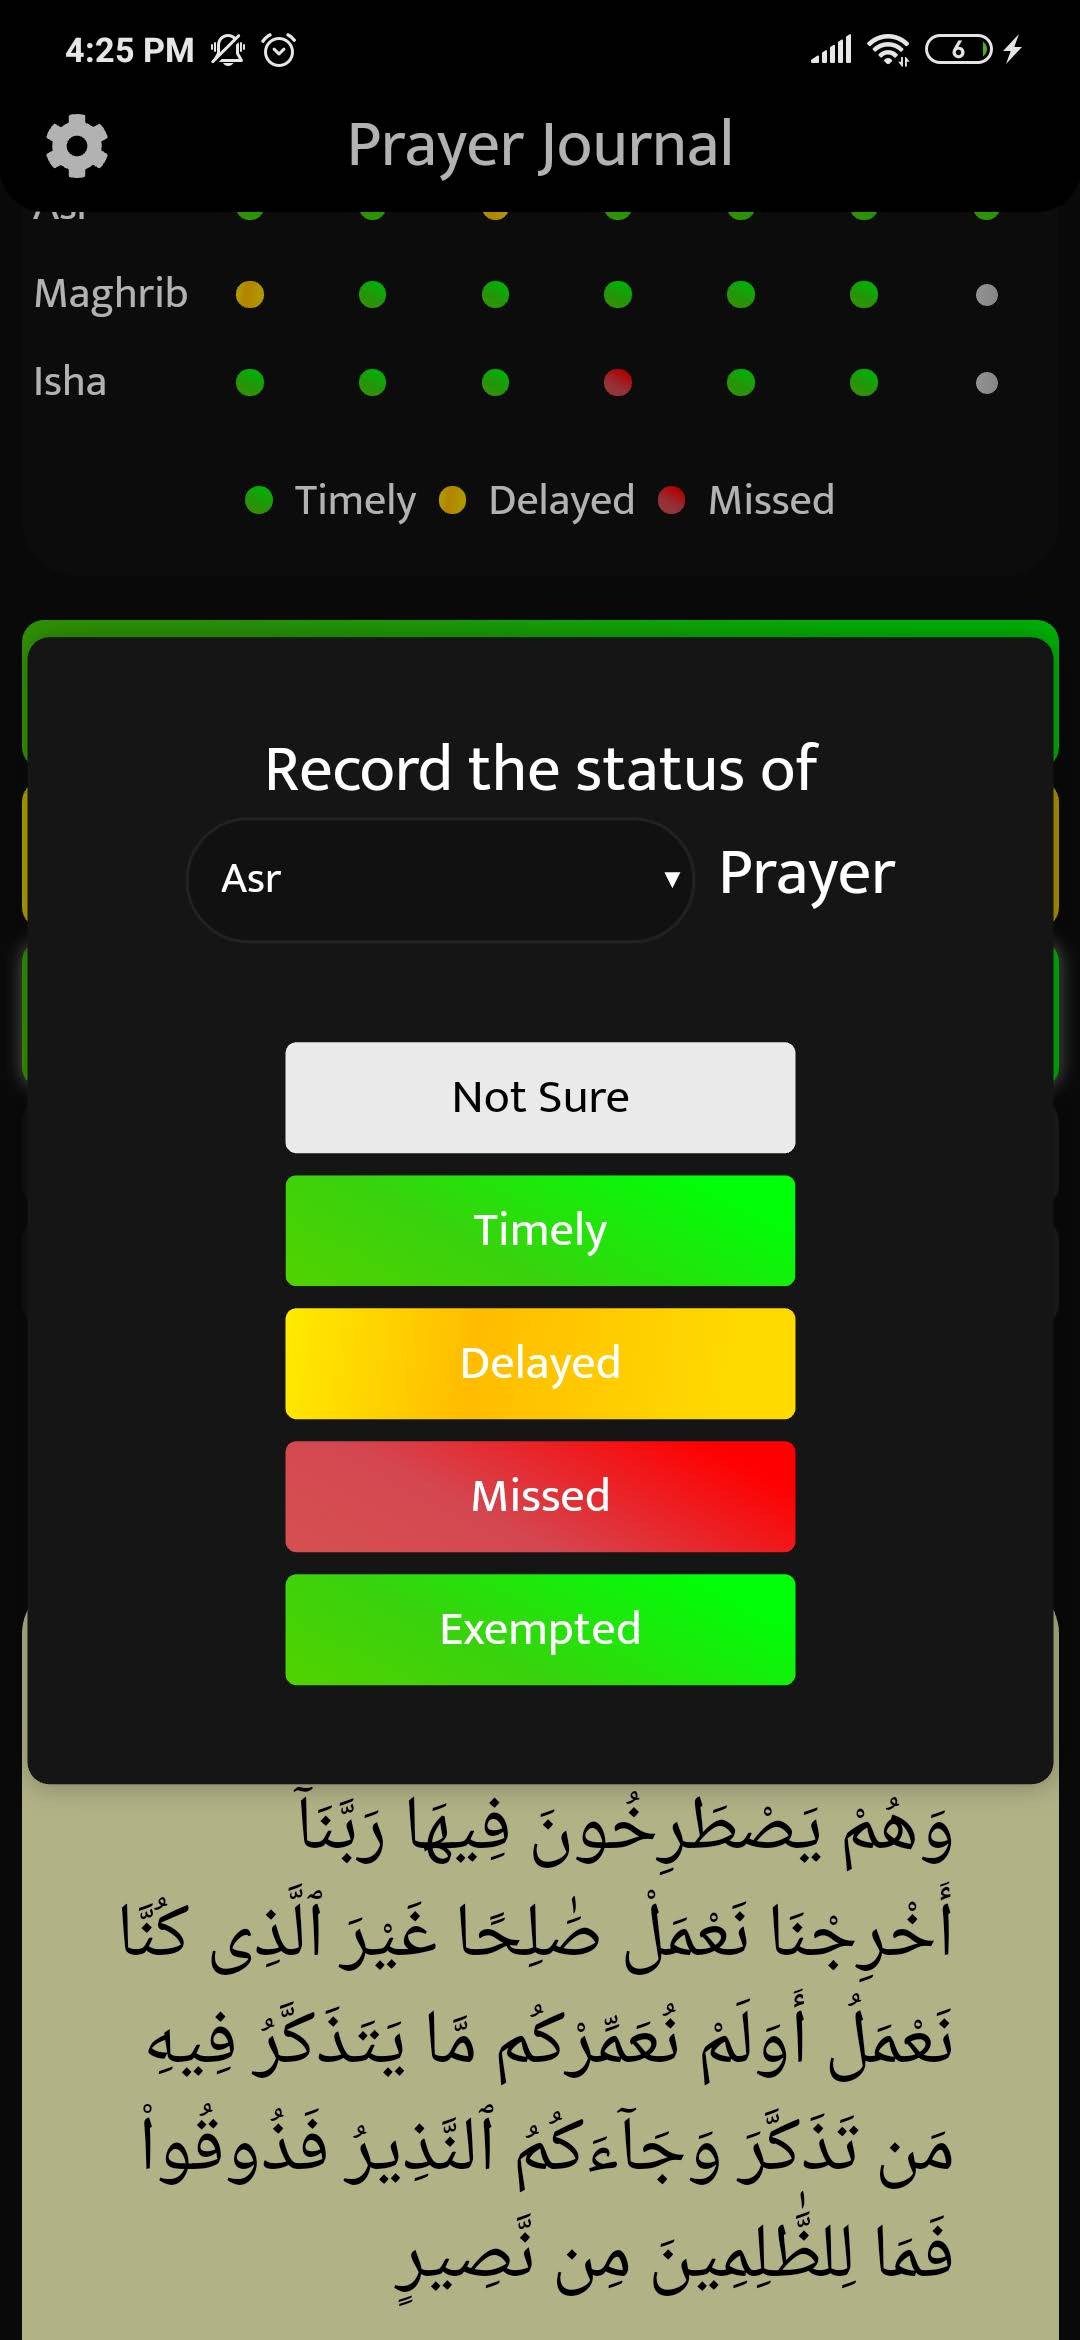 4:25 PM
6
Prayer Journal
Asr
Maghrib
Isha
Timely Delayed Missed
Record the status of
Asr Prayer
Not Sure
Timely
Delayed
Missed
Exempted
وَهُمْ يَصْطَرِخُونَ فِيهَا رَبَّنَآ
أَخْرِجْنَا نَعْمَلْ صَٰلِحًا غَيْرَ ٱلَّذِى كُنَّا
نَعْمَلُ أَوَلَمْ نُعَمِّرْكُم مَّا يَتَذَكَّرُ فِيهِ
مَن تَذَكَّرَ وَجَآءَكُمُ ٱلنَّذِيرُ فَذُوقُوا۟
فَمَا لِلظَّٰلِمِينَ مِن نَّصِيرٍ